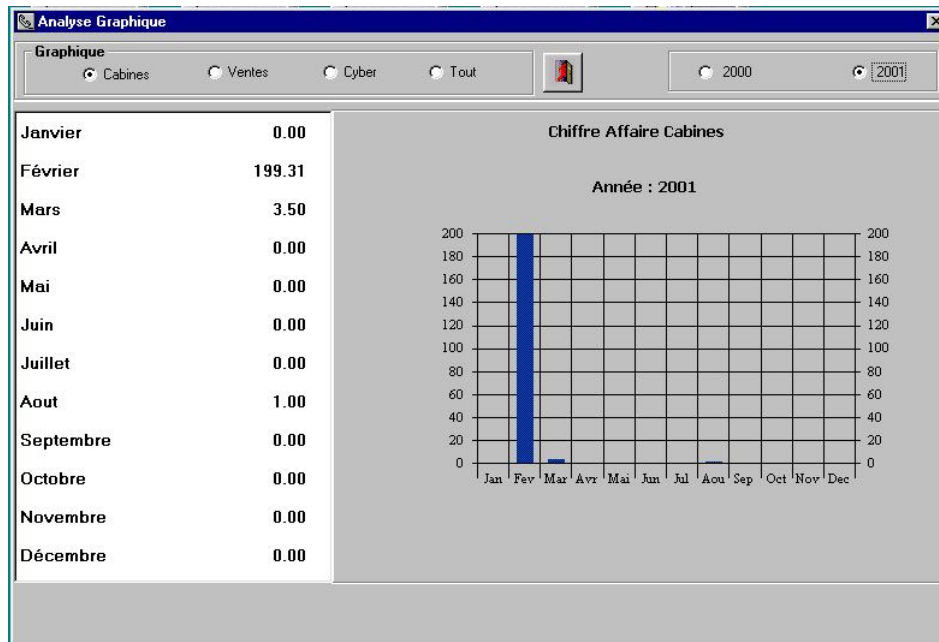 Analyse Graphique
Graphique
Cabines Ventes Cyber Tout 2000 2001
Janvier 0.00
Février 199.31
Mars 3.50
Avril 0.00
Mai 0.00
Juin 0.00
Juillet 0.00
Aout 1.00
Septembre 0.00
Octobre 0.00
Novembre 0.00
Décembre 0.00
Chiffre Affaire Cabines
Année : 2001
200 200
180 180
160 160
140 140
120 120
100 100
80 80
60 60
40 40
20 20
0 0
Jan Fev Mar Avr Mai Jun Jul Aou Sep Oct Nov Dec